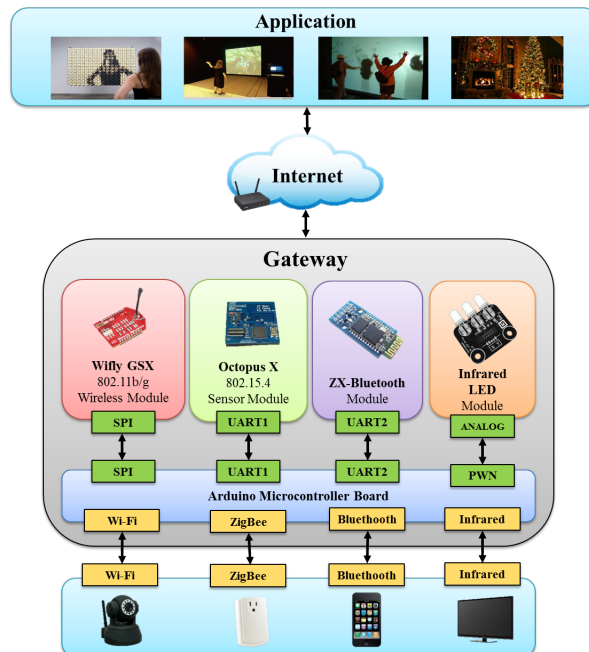 Application
Internet
Gateway
Wifly GSX
802.11b/g
Wireless Module
Octopus X
802.15.4
Sensor Module
ZX-Bluetooth
Module
Infrared
LED
Module
SPI
UART1
UART2
ANALOG
SPI
UART1
UART2
PWN
Arduino Microcontroller Board
Wi-Fi
ZigBee
Bluethooth
Infrared
Wi-Fi
ZigBee
Bluethooth
Infrared